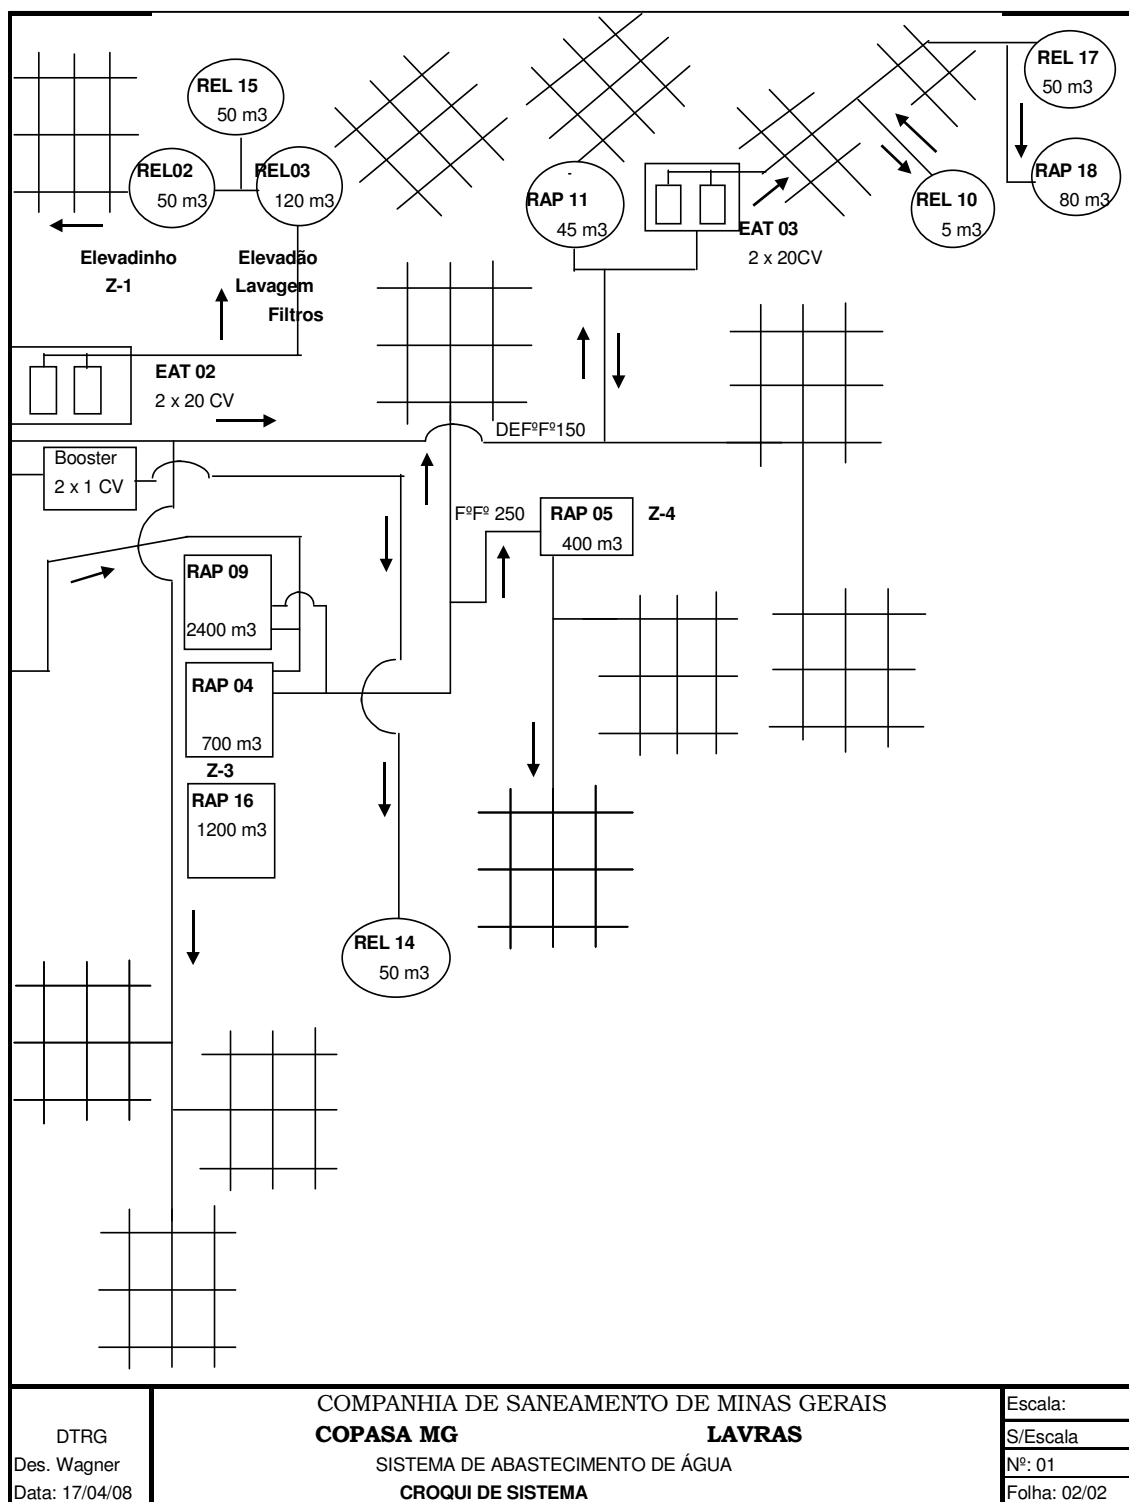 REL 15
50 m3
REL 17
50 m3
REL02
50 m3
REL03
120 m3
RAP 11
45 m3
RAP 18
80 m3
REL 10
5 m3
EAT 03
2 x 20CV
Elevadinho
Z-1
Elevadão
Lavagem
Filtros
EAT 02
2 x 20 CV
DEFºFº150
Booster
2 x 1 CV
FºFº 250
RAP 05
400 m3
Z-4
RAP 09
2400 m3
RAP 04
700 m3
Z-3
RAP 16
1200 m3
REL 14
50 m3
DTRG
Des. Wagner
Data: 17/04/08
COMPANHIA DE SANEAMENTO DE MINAS GERAIS
COPASA MG LAVRAS
SISTEMA DE ABASTECIMENTO DE ÁGUA
CROQUI DE SISTEMA
Escala:
S/Escala
Nº: 01
Folha: 02/02